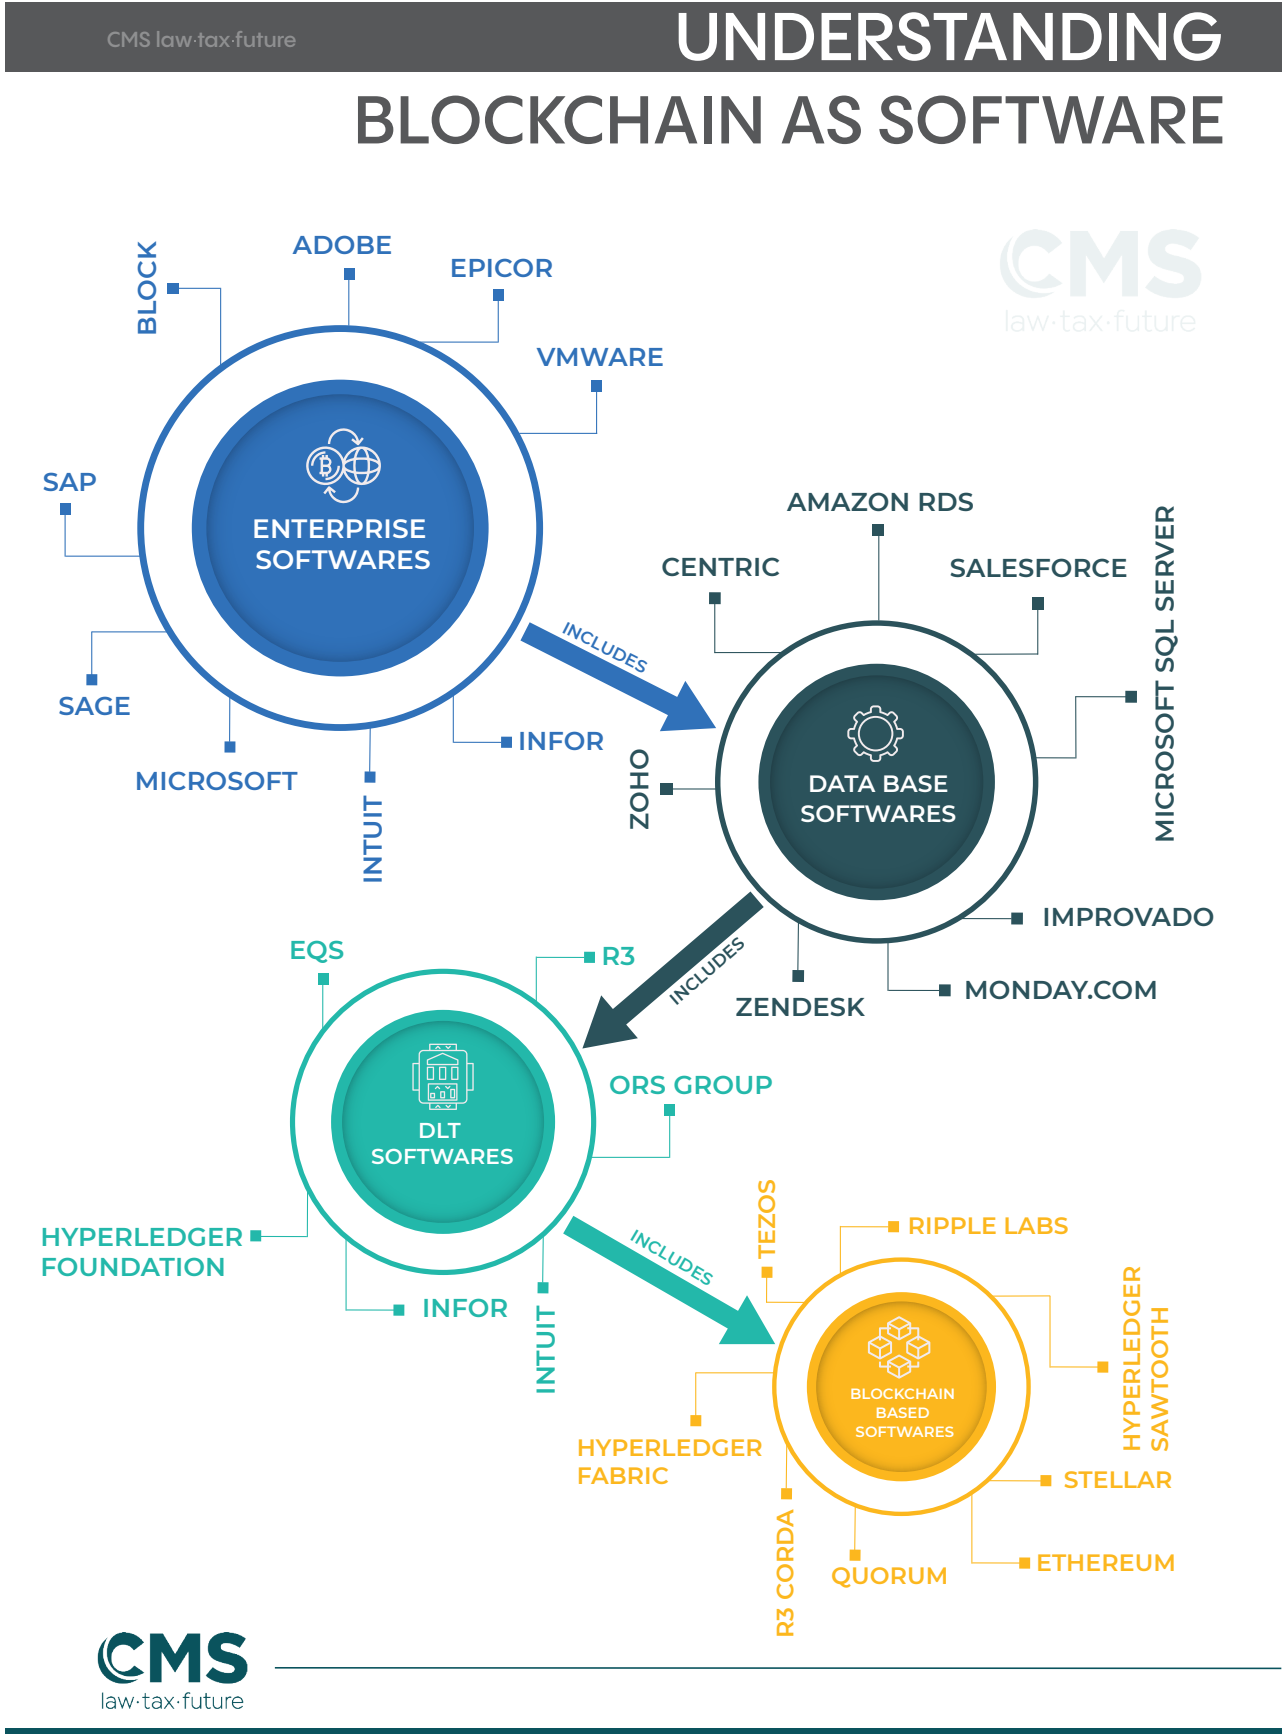 CMS law·tax·future
UNDERSTANDING
BLOCKCHAIN AS SOFTWARE
CMS
law·tax·future
BLOCK
ADOBE
EPICOR
VMWARE
SAP
ENTERPRISE
SOFTWARES
SAGE
MICROSOFT
INTUIT
INFOR
INCLUDES
AMAZON RDS
CENTRIC
SALESFORCE
MICROSOFT SQL SERVER
ZOHO
DATA BASE
SOFTWARES
IMPROVADO
MONDAY.COM
ZENDESK
INCLUDES
EQS
R3
ORS GROUP
DLT
SOFTWARES
HYPERLEDGER
FOUNDATION
INFOR
INTUIT
INCLUDES
TEZOS
RIPPLE LABS
HYPERLEDGER
SAWTOOTH
BLOCKCHAIN
BASED
SOFTWARES
HYPERLEDGER
FABRIC
R3 CORDA
QUORUM
STELLAR
ETHEREUM
CMS
law·tax·future